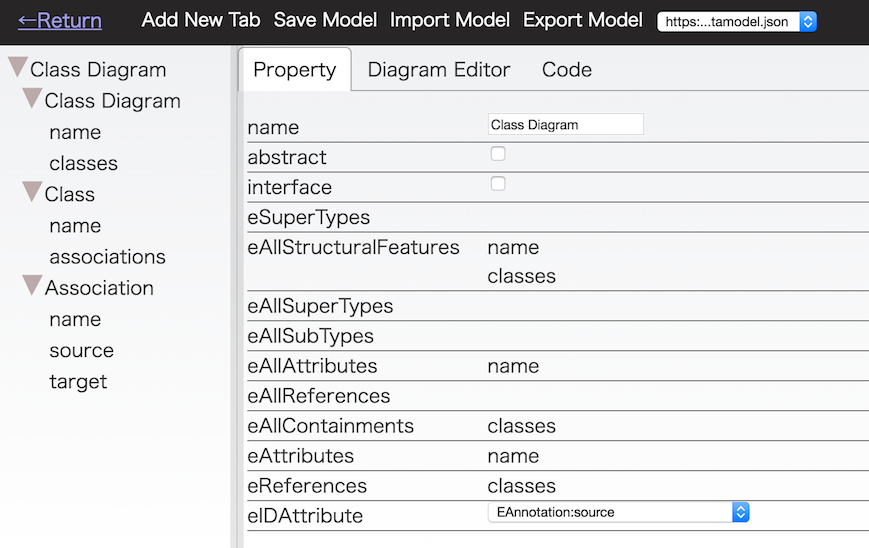 ←Return Add New Tab Save Model Import Model Export Model https:...tamodel.json
Class Diagram
Class Diagram
name
classes
Class
name
associations
Association
name
source
target
Property Diagram Editor Code
name Class Diagram
abstract
interface
eSuperTypes
eAllStructuralFeatures name
classes
eAllSuperTypes
eAllSubTypes
eAllAttributes name
eAllReferences
eAllContainments classes
eAttributes name
eReferences classes
eIDAttribute EAnnotation:source